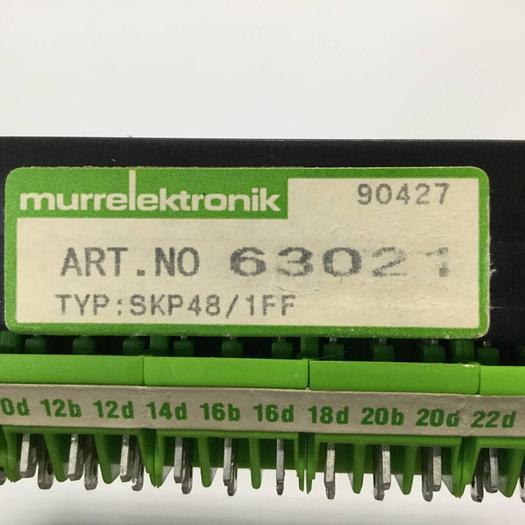 murrelektronik
90427
ART.NO 63021
TYP:SKP48/1FF
0d 12b 12d 14d 16b 16d 18d 20b 20d 22d